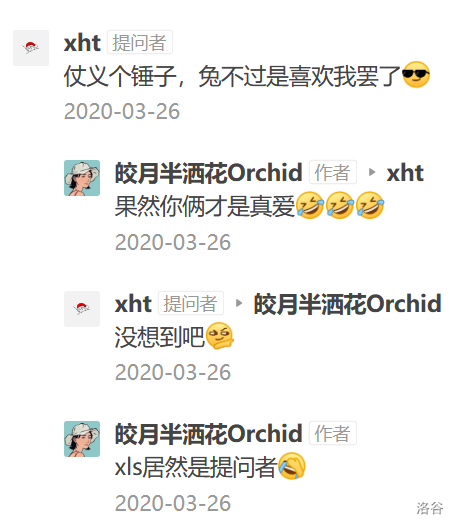 xht 提问者
仗义个锤子，兔不过是喜欢我罢了😎
2020-03-26
皎月半洒花Orchid 作者 ▸ xht
果然你俩才是真爱🤣🤣🤣
2020-03-26
xht 提问者 ▸ 皎月半洒花Orchid
没想到吧🤔
2020-03-26
皎月半洒花Orchid 作者
xls居然是提问者🤣
2020-03-26
洛谷